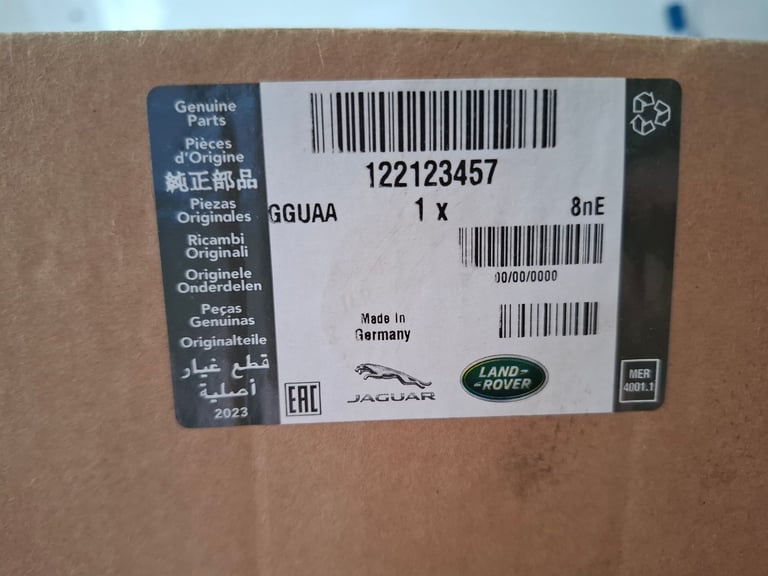 Genuine
Parts
Pièces
d'Origine
純正部品
Piezas
Originales
Ricambi
Originali
Originele
Onderdelen
Peças
Genuinas
Originalteile
قطع غيار
أصلية
2023
122123457
GGUAA 1 x 8nE
00/00/0000
Made In
Germany
EAC
JAGUAR
LAND-
-ROVER
MER
4001.1